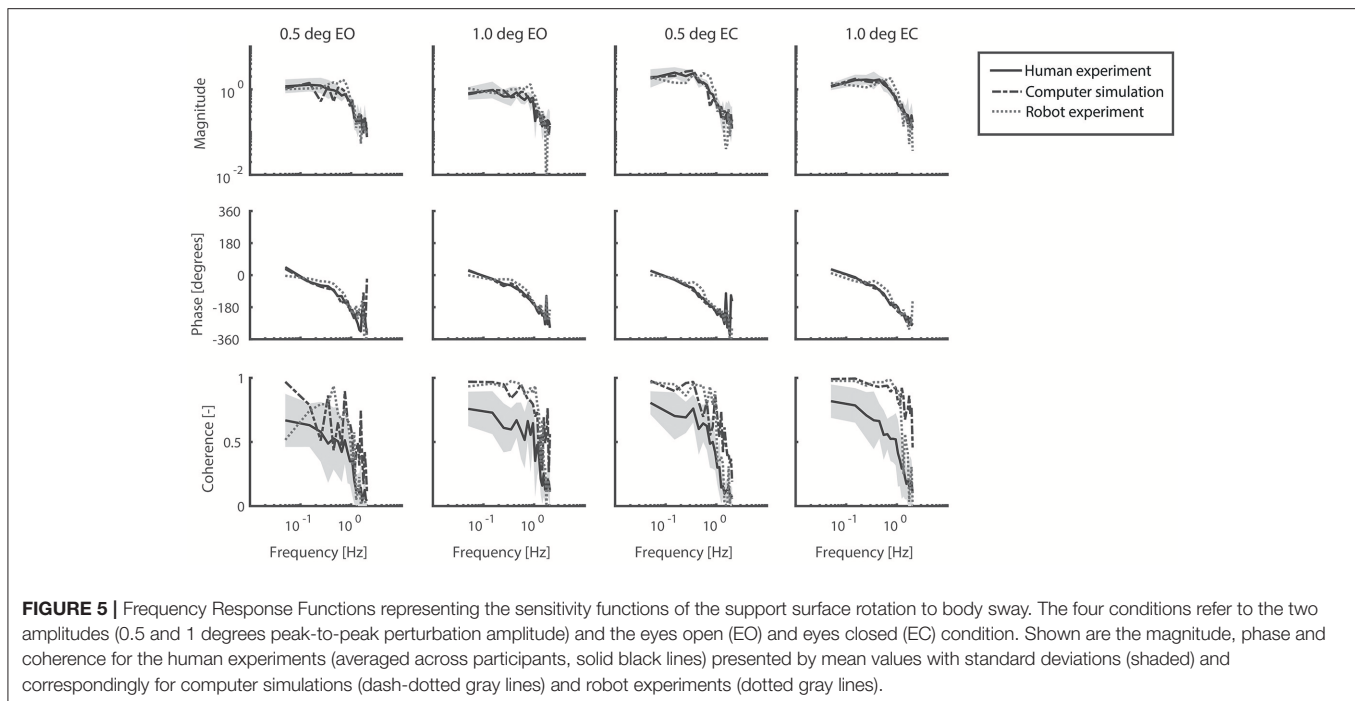 0.5 deg EO
1.0 deg EO
0.5 deg EC
1.0 deg EC
Human experiment
Computer simulation
Robot experiment
Magnitude
10^0
10^-2
Phase [degrees]
360
180
0
-180
-360
Coherence [-]
1
0.5
0
10^-1 10^0
10^-1 10^0
10^-1 10^0
10^-1 10^0
Frequency [Hz]
Frequency [Hz]
Frequency [Hz]
Frequency [Hz]
FIGURE 5 | Frequency Response Functions representing the sensitivity functions of the support surface rotation to body sway. The four conditions refer to the two
amplitudes (0.5 and 1 degrees peak-to-peak perturbation amplitude) and the eyes open (EO) and eyes closed (EC) condition. Shown are the magnitude, phase and
coherence for the human experiments (averaged across participants, solid black lines) presented by mean values with standard deviations (shaded) and
correspondingly for computer simulations (dash-dotted gray lines) and robot experiments (dotted gray lines).